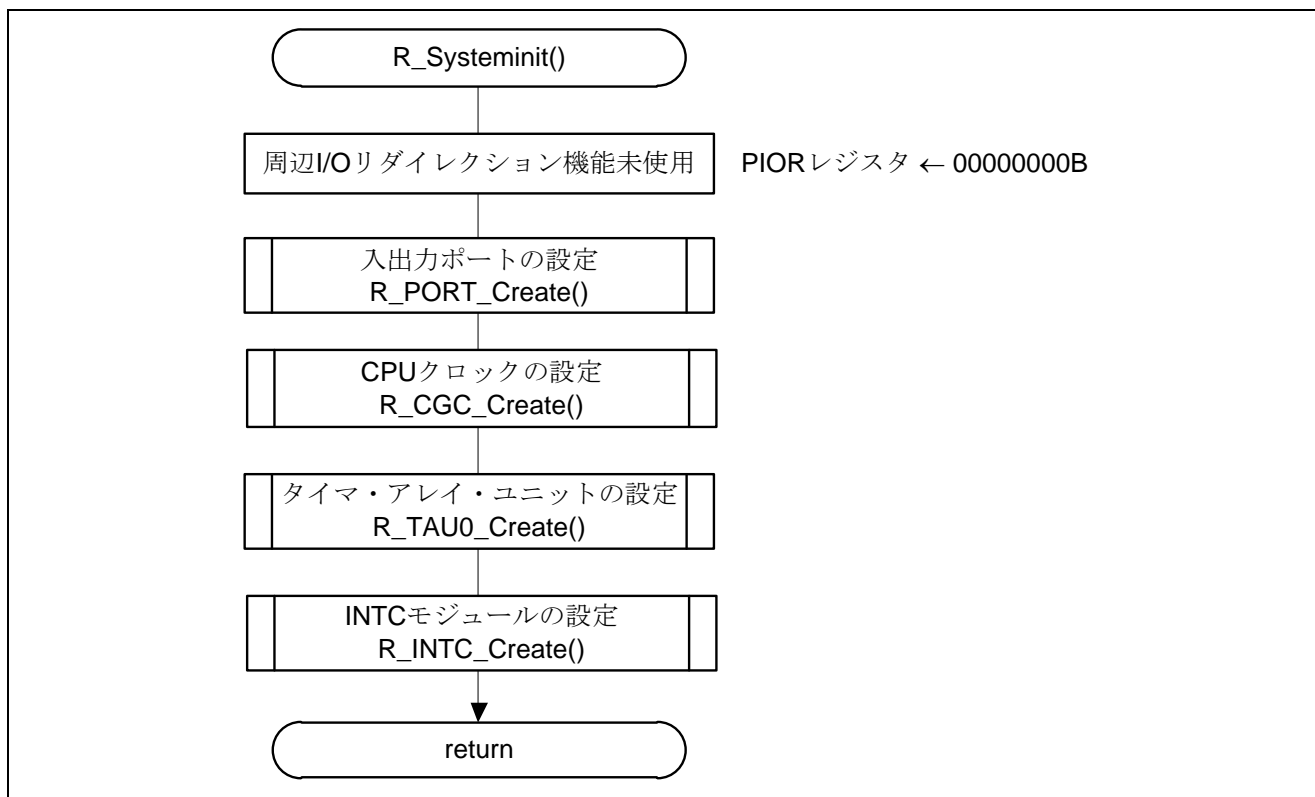 R_Systeminit()
周辺I/Oリダイレクション機能未使用 PIORレジスタ ← 00000000B
入出力ポートの設定
R_PORT_Create()
CPUクロックの設定
R_CGC_Create()
タイマ・アレイ・ユニットの設定
R_TAU0_Create()
INTCモジュールの設定
R_INTC_Create()
return